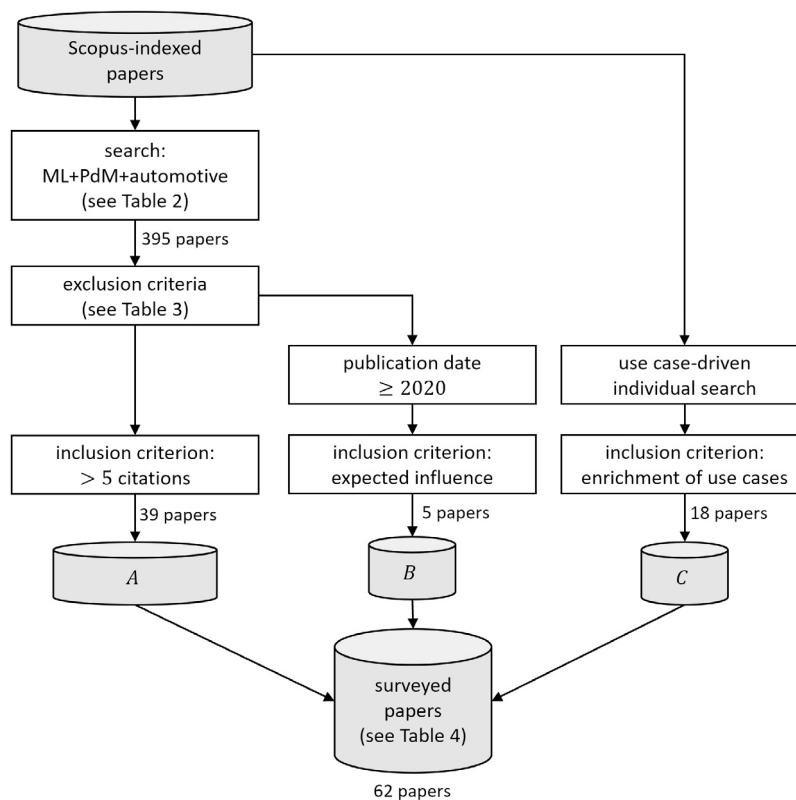 Scopus-indexed
papers
search:
ML+PdM+automotive
(see Table 2)
395 papers
exclusion criteria
(see Table 3)
publication date
≥ 2020
use case-driven
individual search
inclusion criterion:
> 5 citations
inclusion criterion:
expected influence
inclusion criterion:
enrichment of use cases
39 papers
5 papers
18 papers
A
B
C
surveyed
papers
(see Table 4)
62 papers